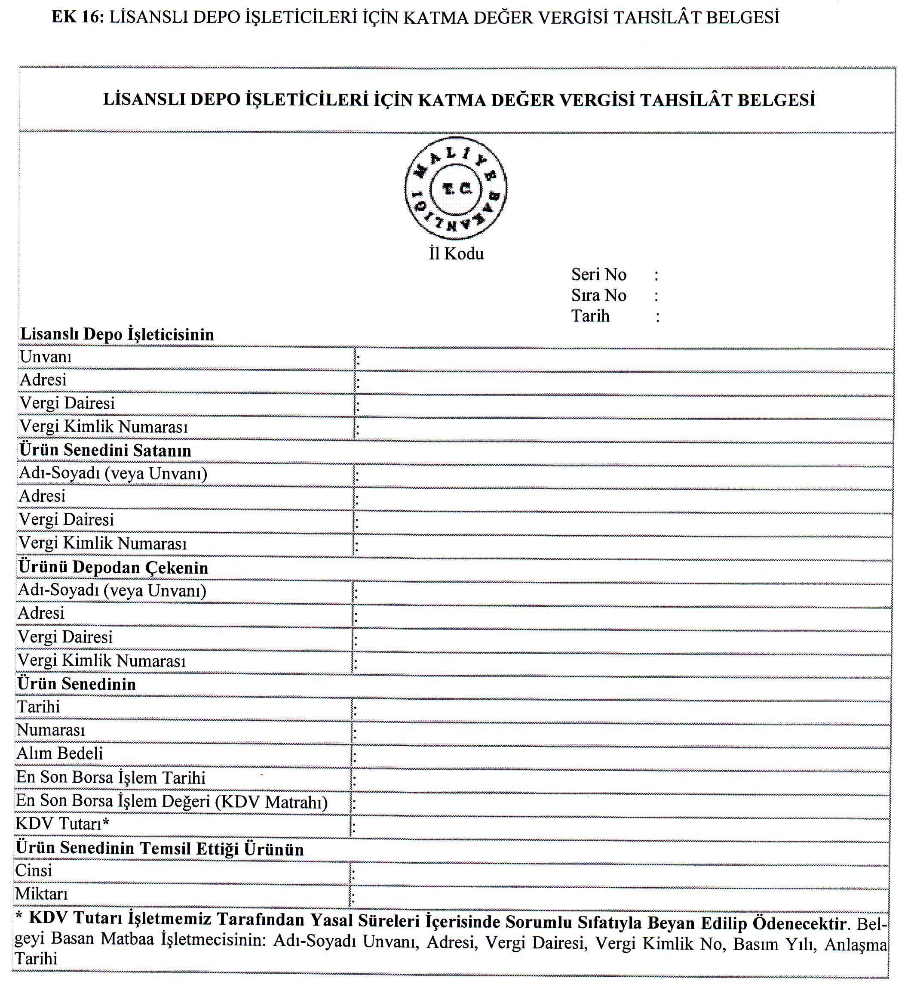 EK 16: LİSANSLI DEPO İŞLETİCİLERİ İÇİN KATMA DEĞER VERGİSİ TAHSİLÂT BELGESİ
LİSANSLI DEPO İŞLETİCİLERİ İÇİN KATMA DEĞER VERGİSİ TAHSİLÂT BELGESİ
MALİYE BAKANLIĞI
T. C.
İl Kodu
Seri No :
Sıra No :
Tarih :
Lisanslı Depo İşleticisinin
Unvanı :
Adresi :
Vergi Dairesi :
Vergi Kimlik Numarası :
Ürün Senedini Satanın
Adı-Soyadı (veya Unvanı) :
Adresi :
Vergi Dairesi :
Vergi Kimlik Numarası :
Ürünü Depodan Çekenin
Adı-Soyadı (veya Unvanı) :
Adresi :
Vergi Dairesi :
Vergi Kimlik Numarası :
Ürün Senedinin
Tarihi :
Numarası :
Alım Bedeli :
En Son Borsa İşlem Tarihi :
En Son Borsa İşlem Değeri (KDV Matrahı) :
KDV Tutarı* :
Ürün Senedinin Temsil Ettiği Ürünün
Cinsi :
Miktarı :
* KDV Tutarı İşletmemiz Tarafından Yasal Süreleri İçerisinde Sorumlu Sıfatıyla Beyan Edilip Ödenecektir. Bel-
geyi Basan Matbaa İşletmecisinin: Adı-Soyadı Unvanı, Adresi, Vergi Dairesi, Vergi Kimlik No, Basım Yılı, Anlaşma
Tarihi